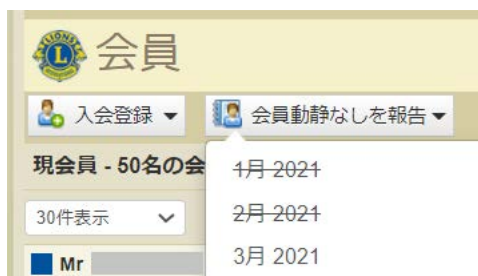 LIONS
会員
入会登録 会員動静なしを報告
現会員 - 50名の会
1月 2021
30件表示
2月 2021
Mr
3月 2021